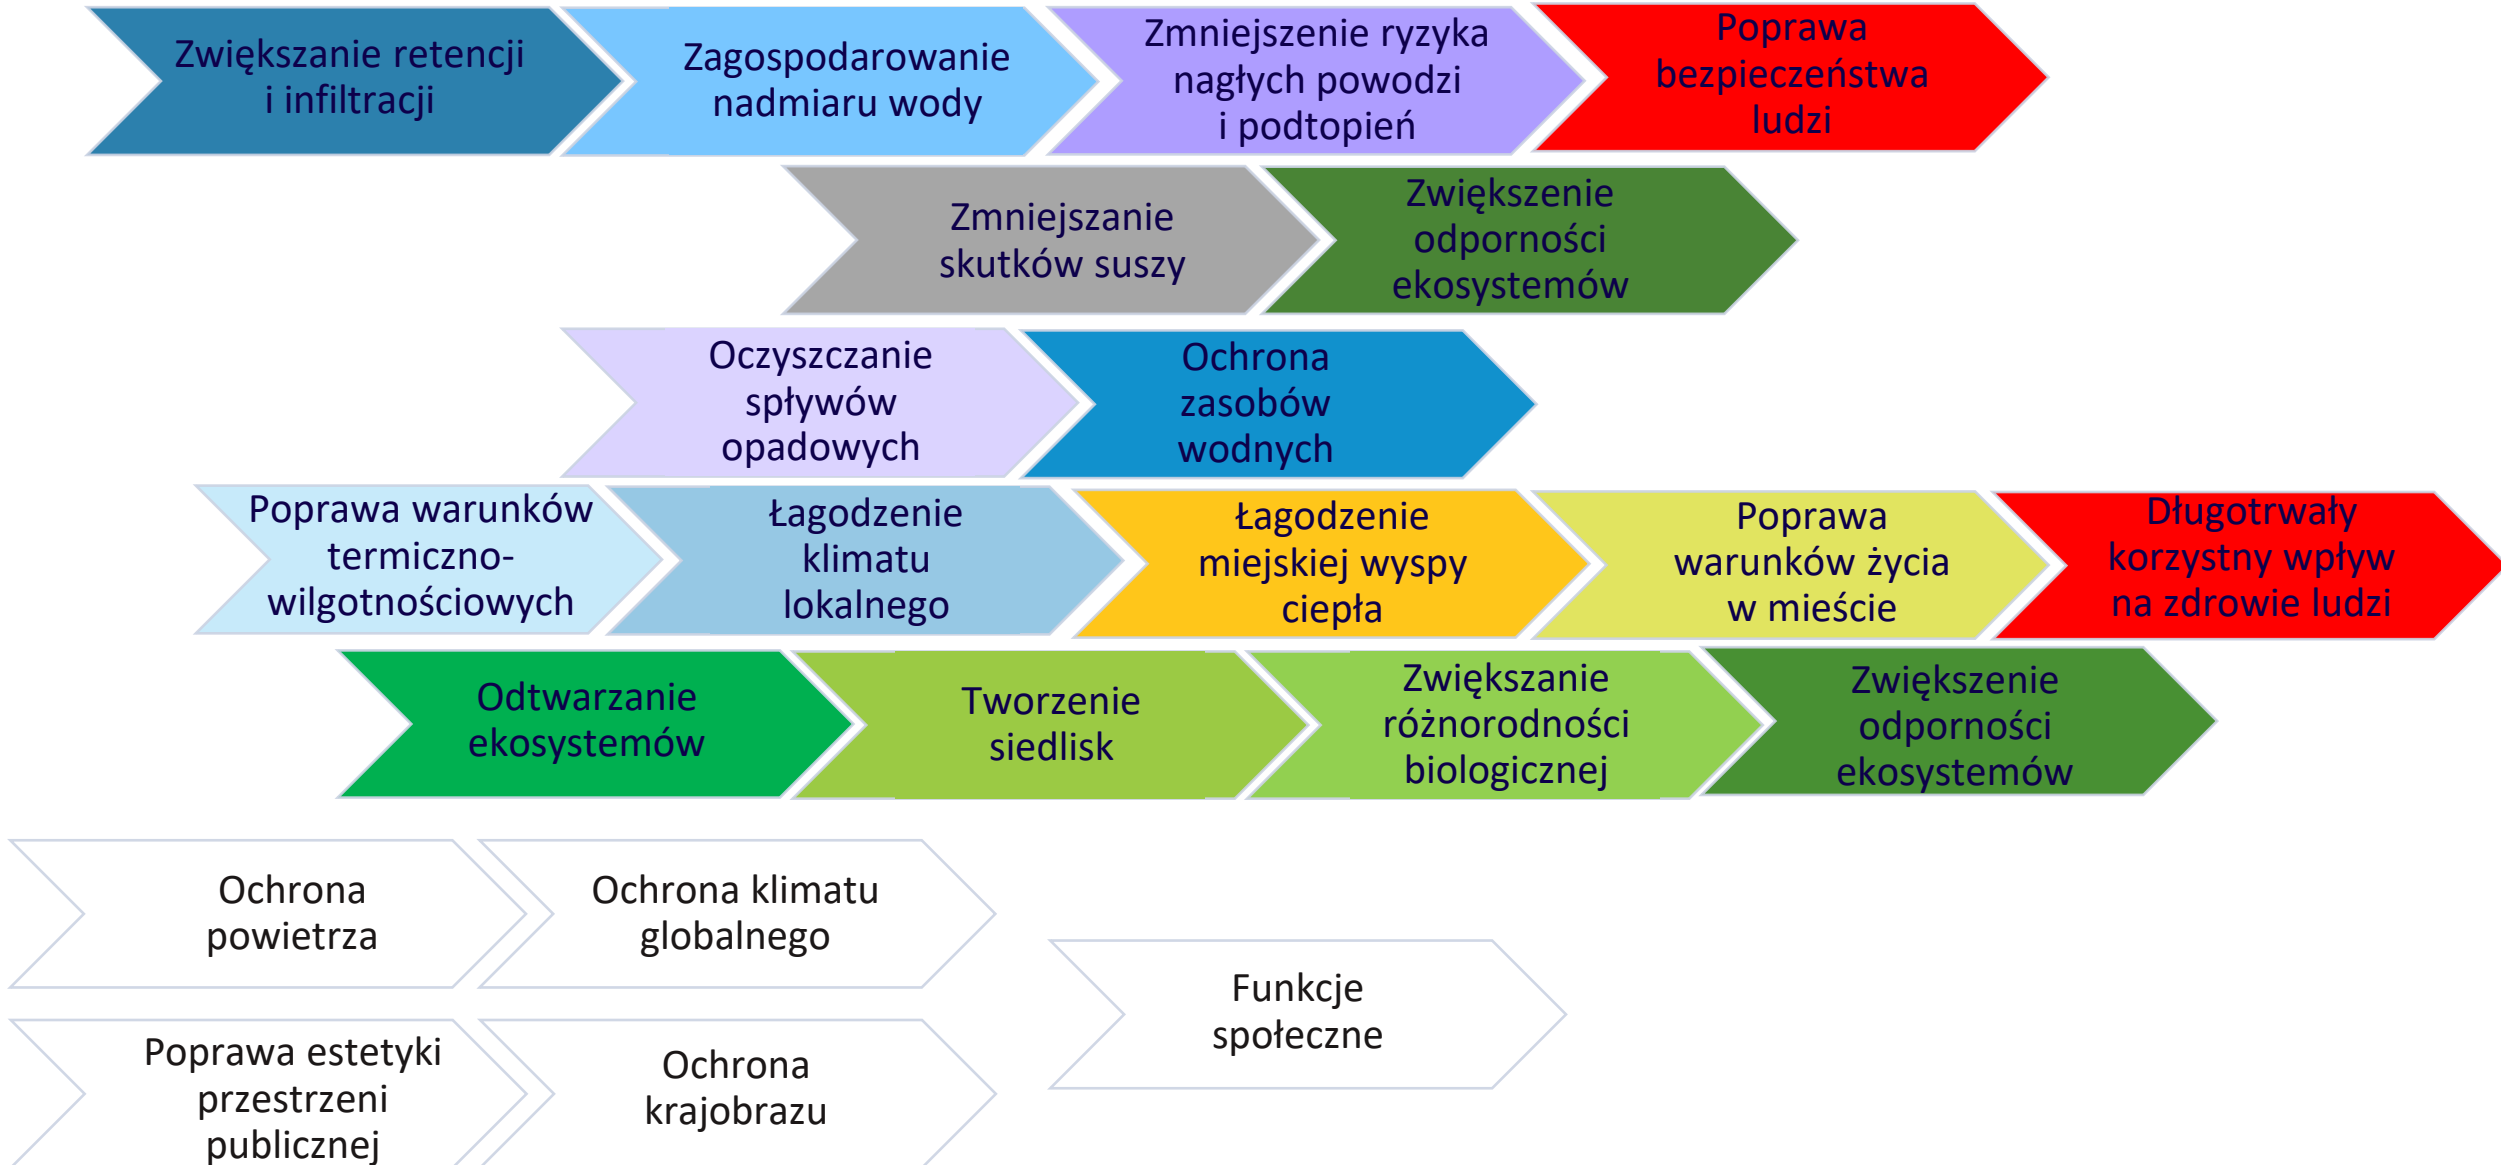 Zwiększanie retencji
i infiltracji
Zagospodarowanie
nadmiaru wody
Zmniejszenie ryzyka
nagłych powodzi
i podtopień
Poprawa
bezpieczeństwa
ludzi
Zmniejszanie
skutków suszy
Zwiększenie
odporności
ekosystemów
Oczyszczanie
spływów
opadowych
Ochrona
zasobów
wodnych
Poprawa warunków
termiczno-
wilgotnościowych
Łagodzenie
klimatu
lokalnego
Łagodzenie
miejskiej wyspy
ciepła
Poprawa
warunków życia
w mieście
Długotrwały
korzystny wpływ
na zdrowie ludzi
Odtwarzanie
ekosystemów
Tworzenie
siedlisk
Zwiększanie
różnorodności
biologicznej
Zwiększenie
odporności
ekosystemów
Ochrona
powietrza
Ochrona klimatu
globalnego
Funkcje
społeczne
Poprawa estetyki
przestrzeni
publicznej
Ochrona
krajobrazu